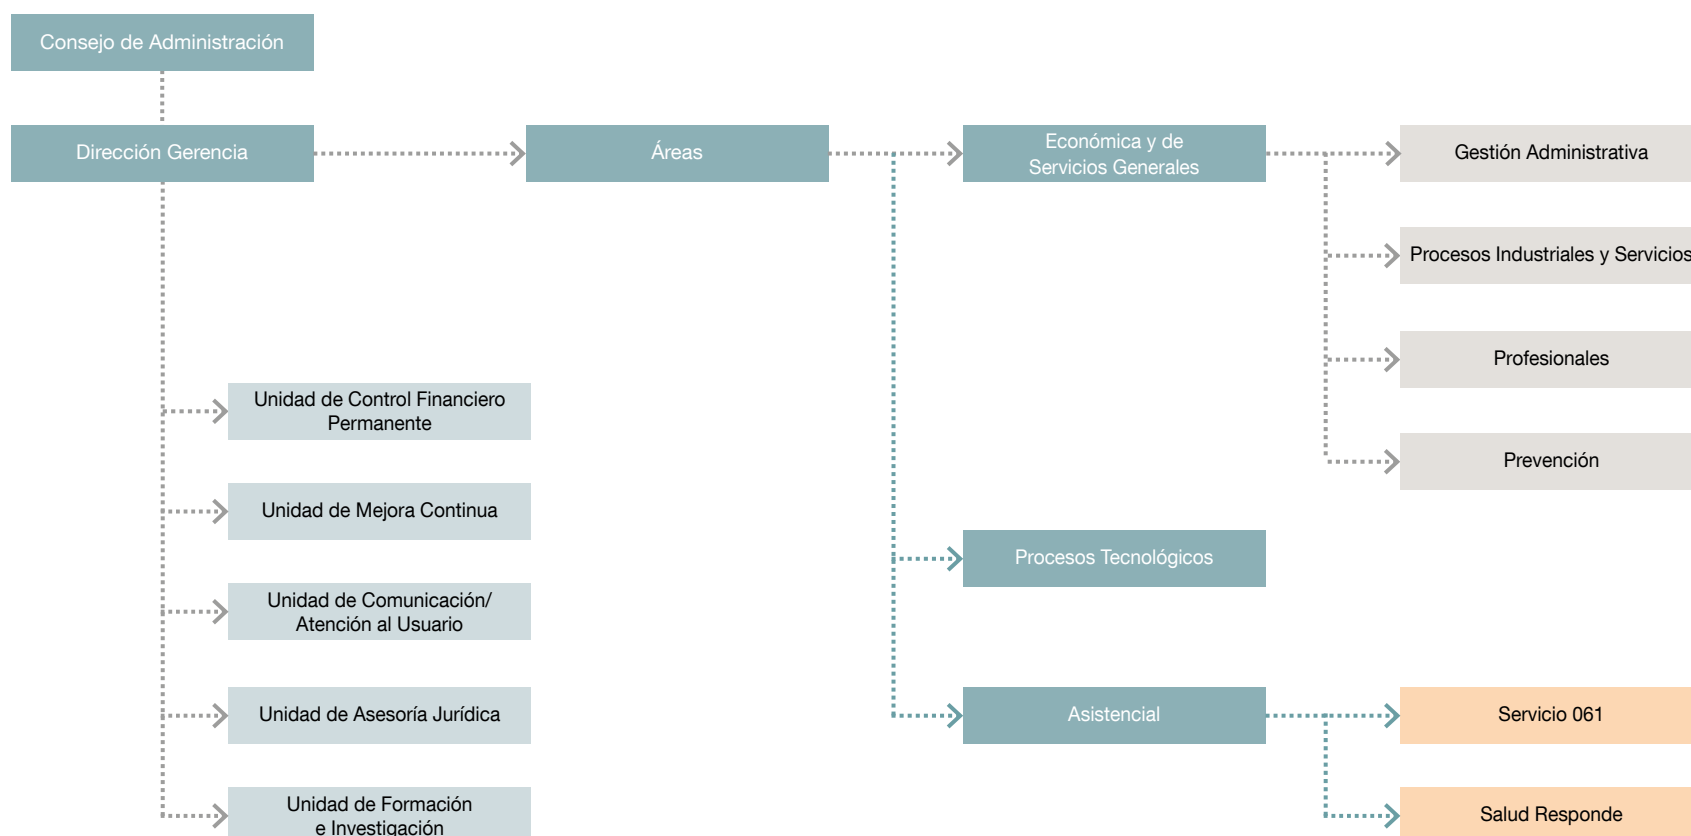 Consejo de Administración
Dirección Gerencia
Áreas
Económica y de
Servicios Generales
Gestión Administrativa
Procesos Industriales y Servicios
Profesionales
Prevención
Unidad de Control Financiero
Permanente
Unidad de Mejora Continua
Unidad de Comunicación/
Atención al Usuario
Unidad de Asesoría Jurídica
Unidad de Formación
e Investigación
Procesos Tecnológicos
Asistencial
Servicio 061
Salud Responde